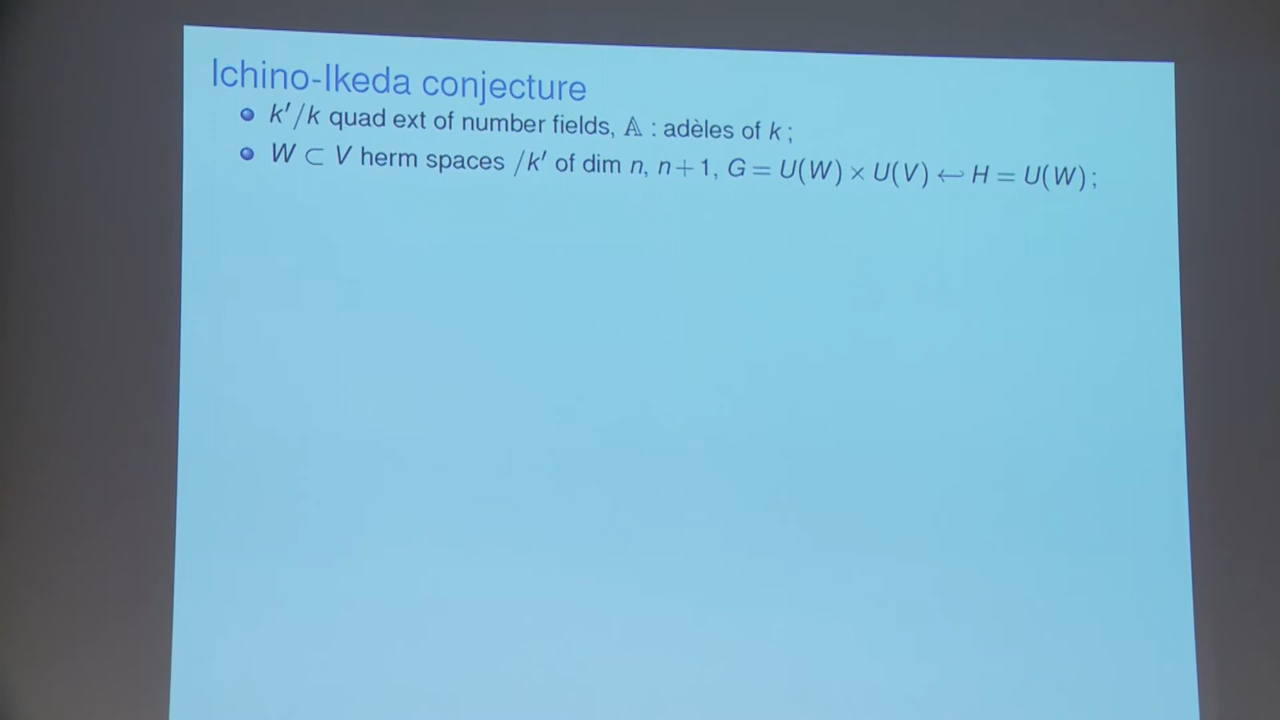 Ichino-Ikeda conjecture
k′/k quad ext of number fields, 𝔸 : adèles of k ;
W ⊂ V herm spaces /k′ of dim n, n+1, G = U(W) × U(V) ↩ H = U(W) ;